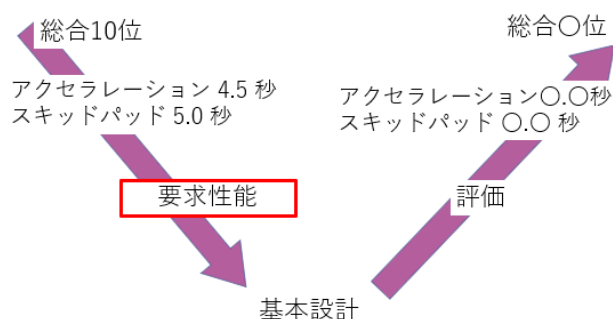 総合10位
アクセラレーション 4.5 秒
スキッドパッド 5.0 秒
要求性能
基本設計
総合〇位
アクセラレーション〇.〇秒
スキッドパッド 〇.〇 秒
評価